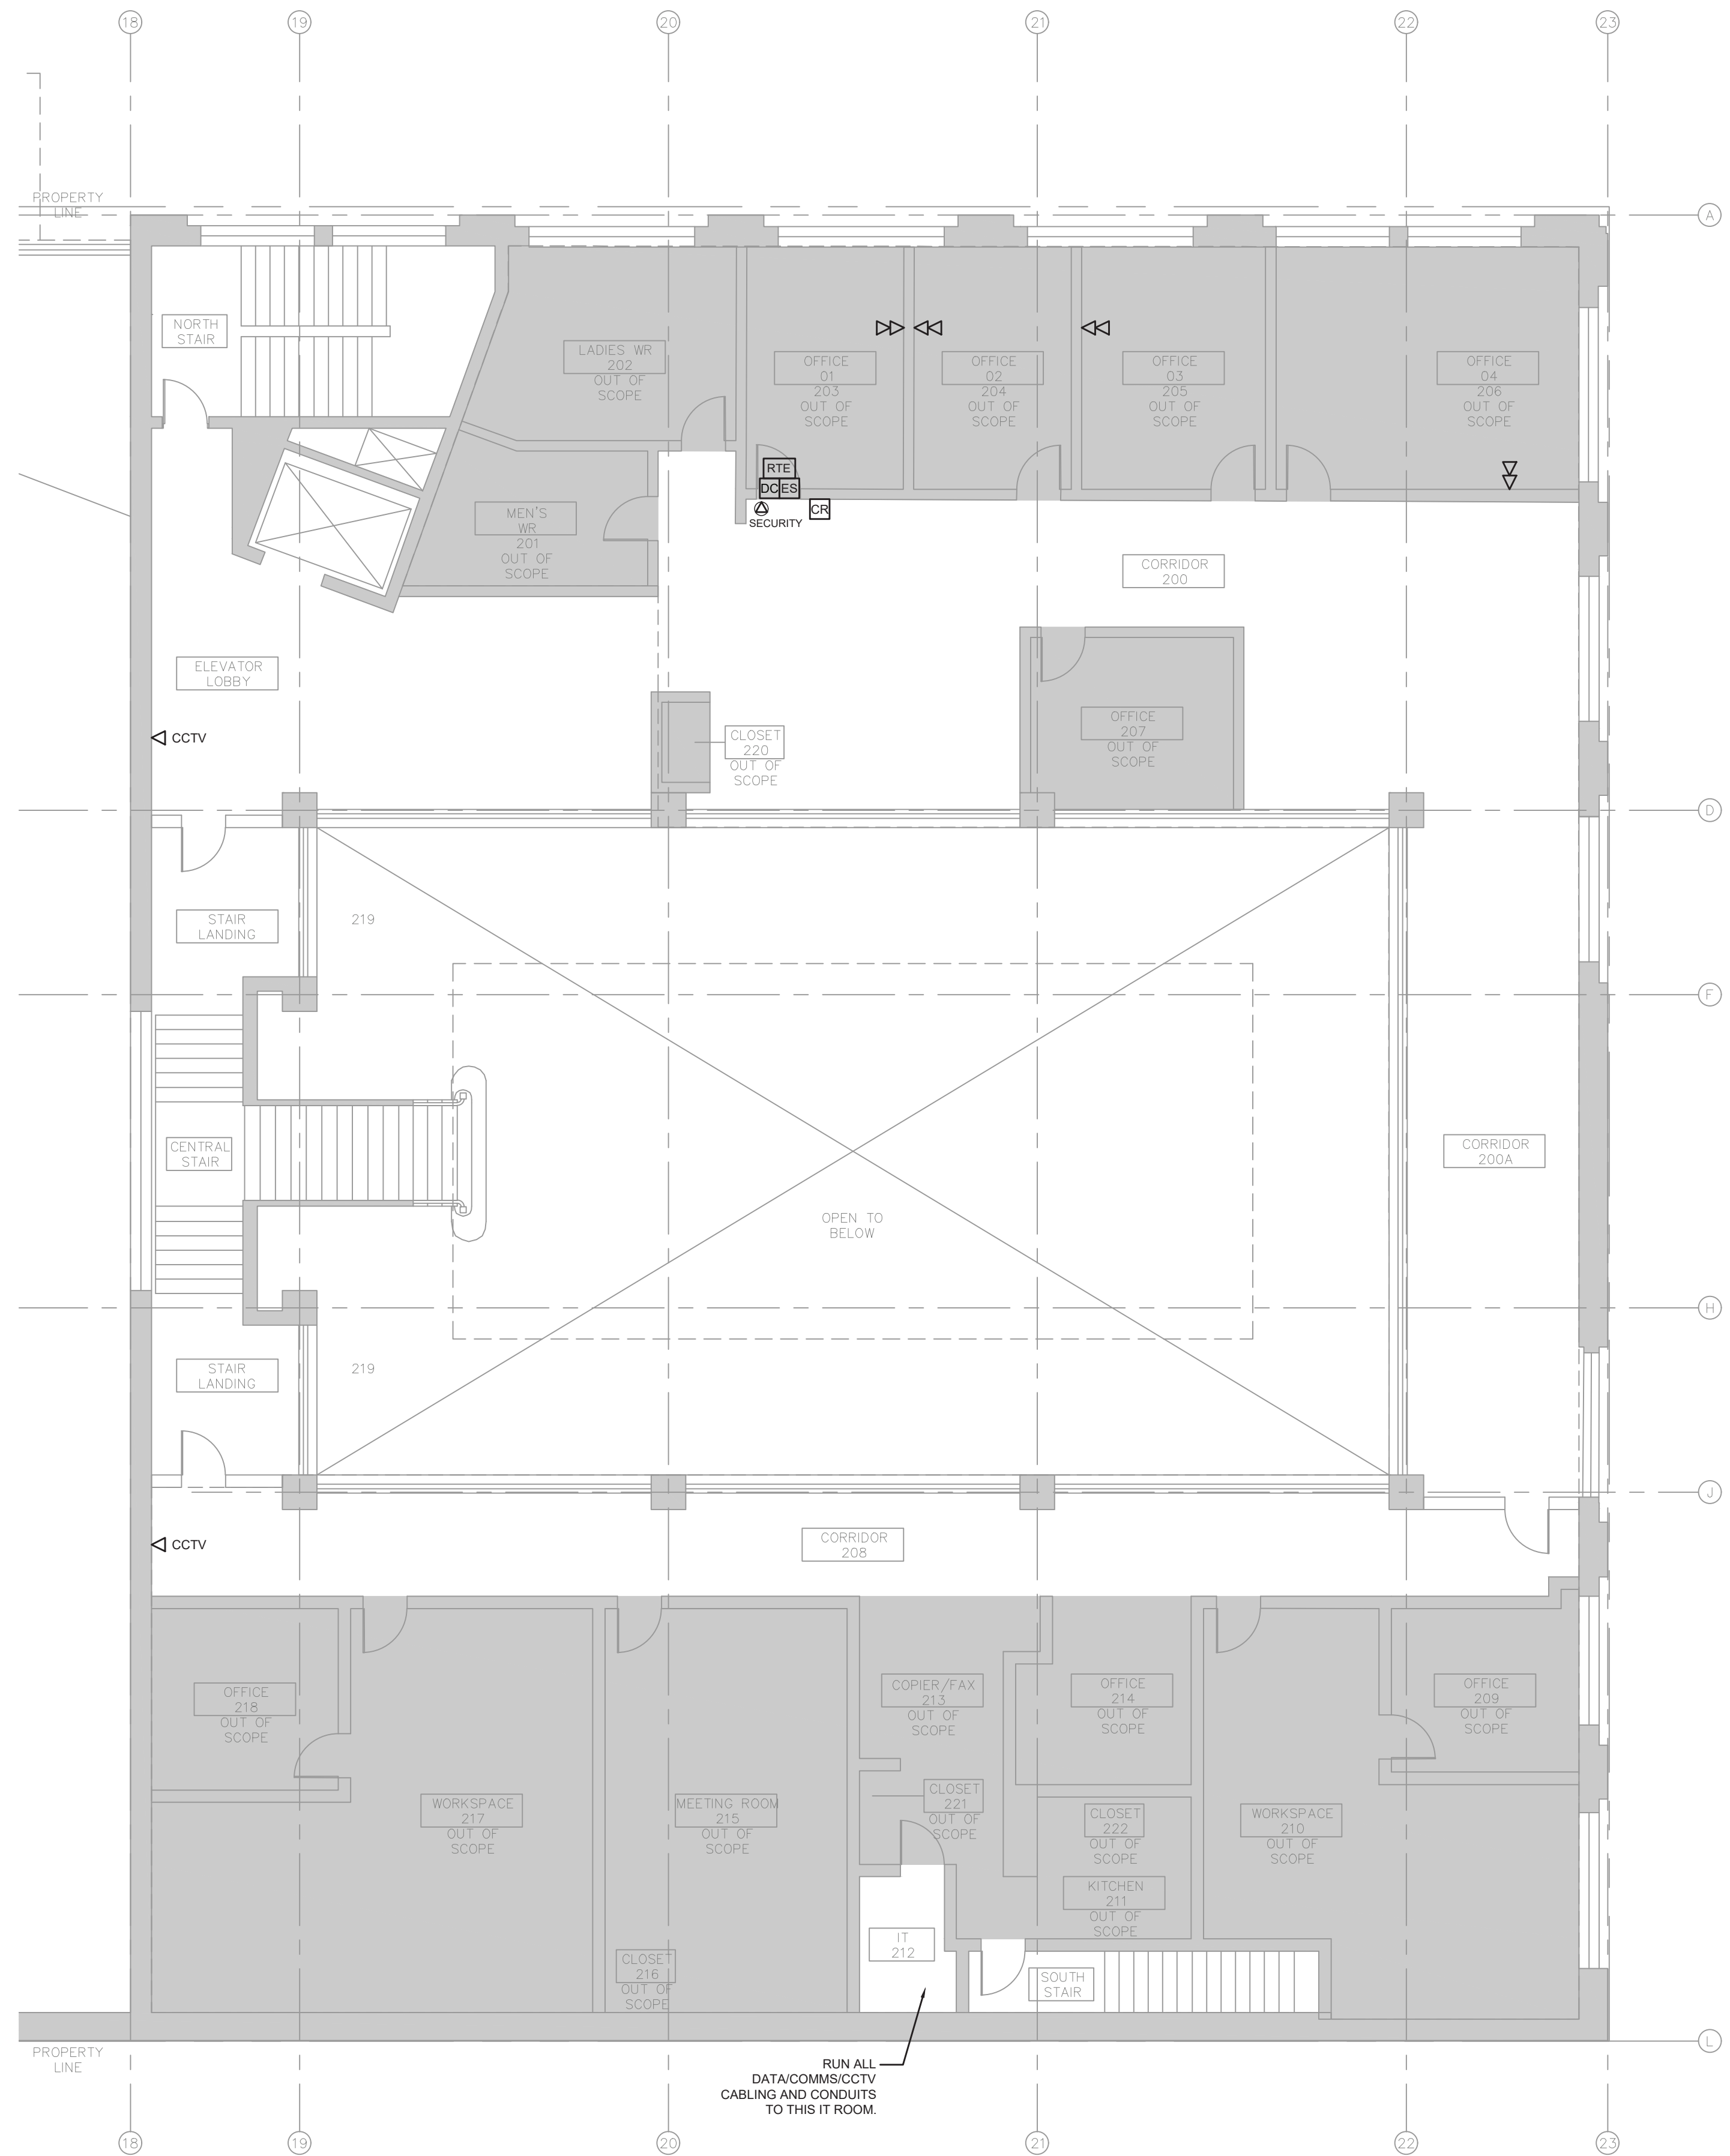 18
19
20
21
22
23
PROPERTY
LINE
A
NORTH
STAIR
LADIES WR
202
OUT OF
SCOPE
OFFICE
01
203
OUT OF
SCOPE
OFFICE
02
204
OUT OF
SCOPE
OFFICE
03
205
OUT OF
SCOPE
OFFICE
04
206
OUT OF
SCOPE
RTE
DC
ES
CR
SECURITY
MEN'S
WR
201
OUT OF
SCOPE
CORRIDOR
200
ELEVATOR
LOBBY
CCTV
CLOSET
220
OUT OF
SCOPE
OFFICE
207
OUT OF
SCOPE
D
STAIR
LANDING
219
F
CENTRAL
STAIR
CORRIDOR
200A
OPEN TO
BELOW
H
STAIR
LANDING
219
J
CCTV
CORRIDOR
208
OFFICE
218
OUT OF
SCOPE
COPIER/FAX
213
OUT OF
SCOPE
OFFICE
214
OUT OF
SCOPE
OFFICE
209
OUT OF
SCOPE
WORKSPACE
217
OUT OF
SCOPE
MEETING ROOM
215
OUT OF
SCOPE
CLOSET
221
OUT OF
SCOPE
CLOSET
222
OUT OF
SCOPE
WORKSPACE
210
OUT OF
SCOPE
KITCHEN
211
OUT OF
SCOPE
IT
212
CLOSET
216
OUT OF
SCOPE
SOUTH
STAIR
L
PROPERTY
LINE
RUN ALL
DATA/COMMS/CCTV
CABLING AND CONDUITS
TO THIS IT ROOM.
18
19
20
21
22
23